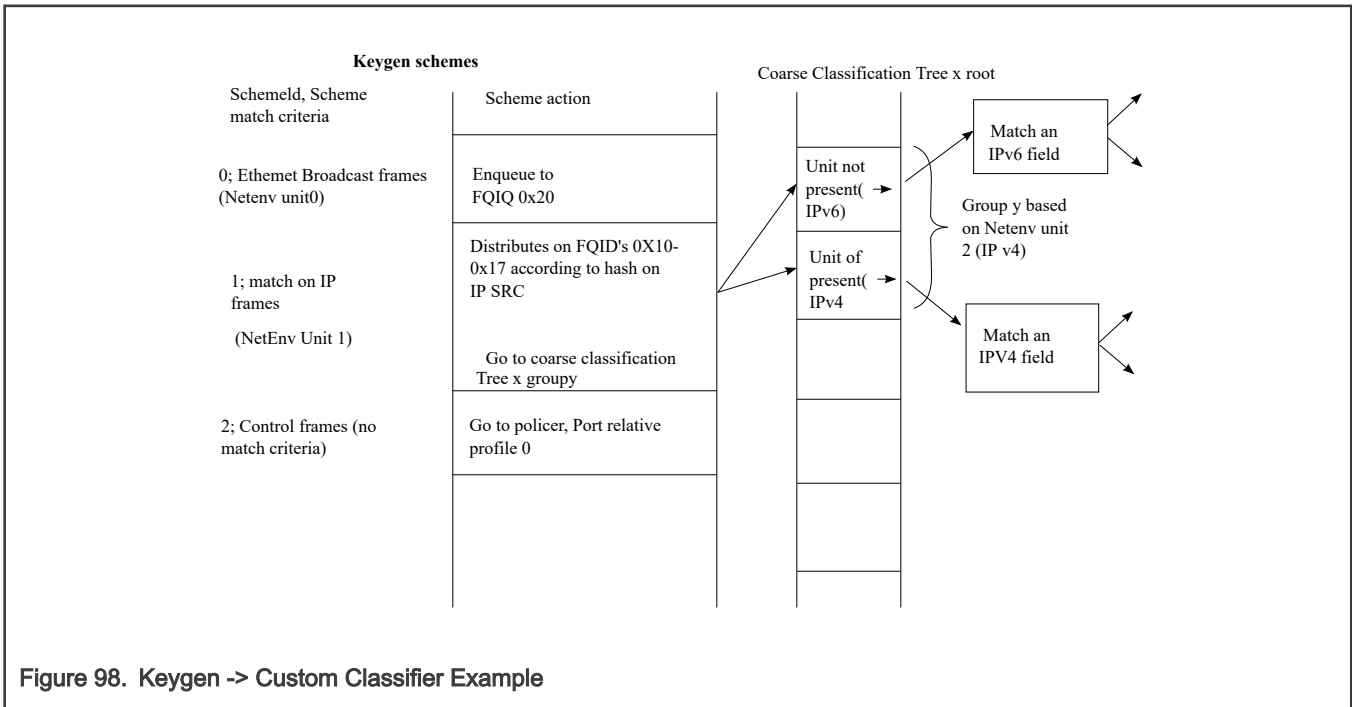 Keygen schemes
Coarse Classification Tree x root
SchemeId, Scheme
match criteria
Scheme action
0; Ethemet Broadcast frames
(Netenv unit0)
Enqueue to
FQIQ 0x20
1; match on IP
frames
(NetEnv Unit 1)
Distributes on FQID's 0X10-
0x17 according to hash on
IP SRC
Go to coarse classification
Tree x groupy
2; Control frames (no
match criteria)
Go to policer, Port relative
profile 0
Unit not
present(
IPv6)
Unit of
present(
IPv4
Match an
IPv6 field
Group y based
on Netenv unit
2 (IP v4)
Match an
IPV4 field
Figure 98. Keygen -> Custom Classifier Example